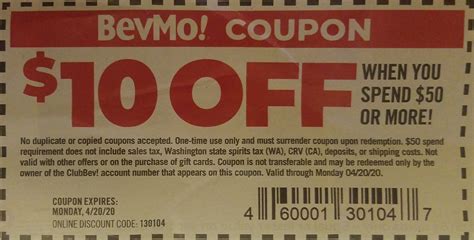 BevMo! COUPON
$10 OFF
WHEN YOU
SPEND $50
OR MORE!
No duplicate or copied coupons accepted. One-time use only and must surrender coupon upon redemption. $50 spend
requirement does not include sales tax, Washington state spirits tax (WA), CRV (CA), deposits, or shipping costs. Not
valid with other offers or on the purchase of gift cards. Coupon is not transferable and may be redeemed only by the
owner of the ClubBev! account number that appears on this coupon. Valid through Monday 04/20/20.
COUPON EXPIRES:
MONDAY, 4/20/20
ONLINE DISCOUNT CODE: 130104
4 60001 30104 7